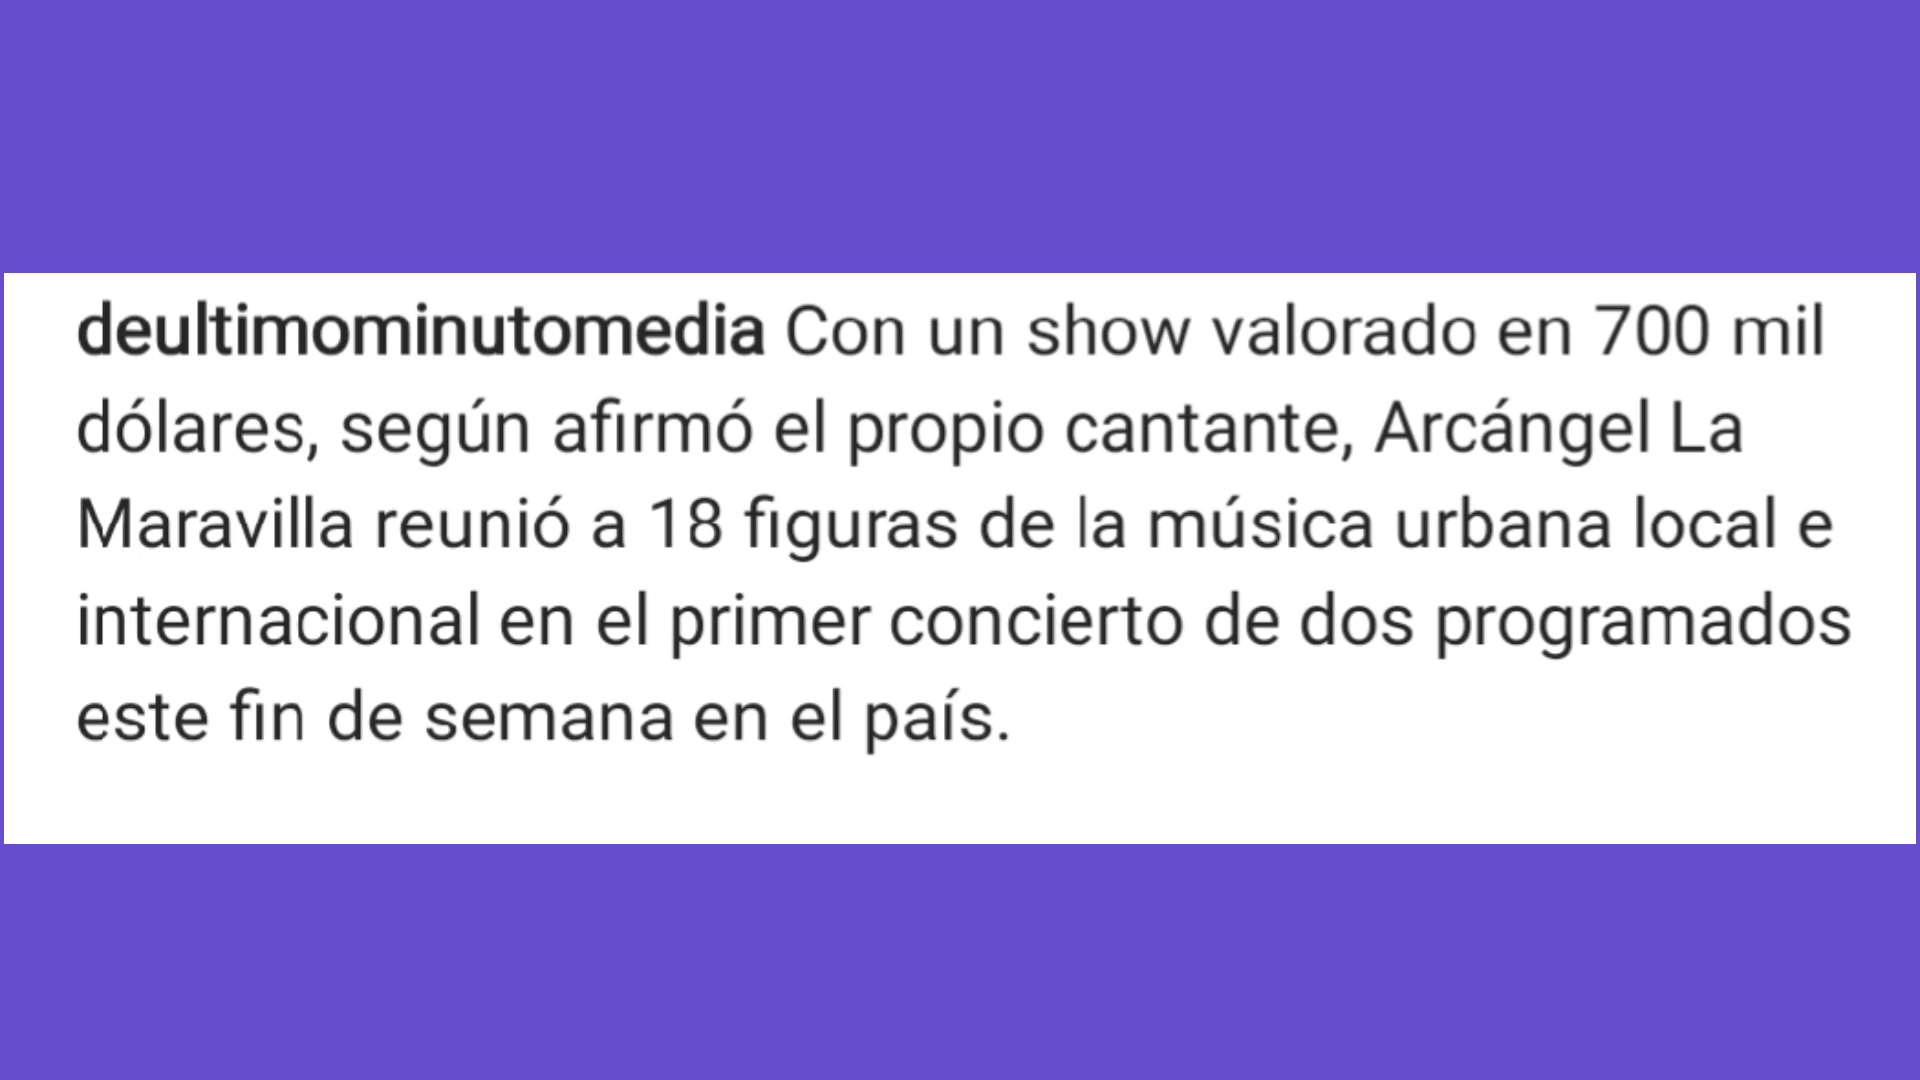 deultimominutomedia Con un show valorado en 700 mil
dólares, según afirmó el propio cantante, Arcángel La
Maravilla reunió a 18 figuras de la música urbana local e
internacional en el primer concierto de dos programados
este fin de semana en el país.